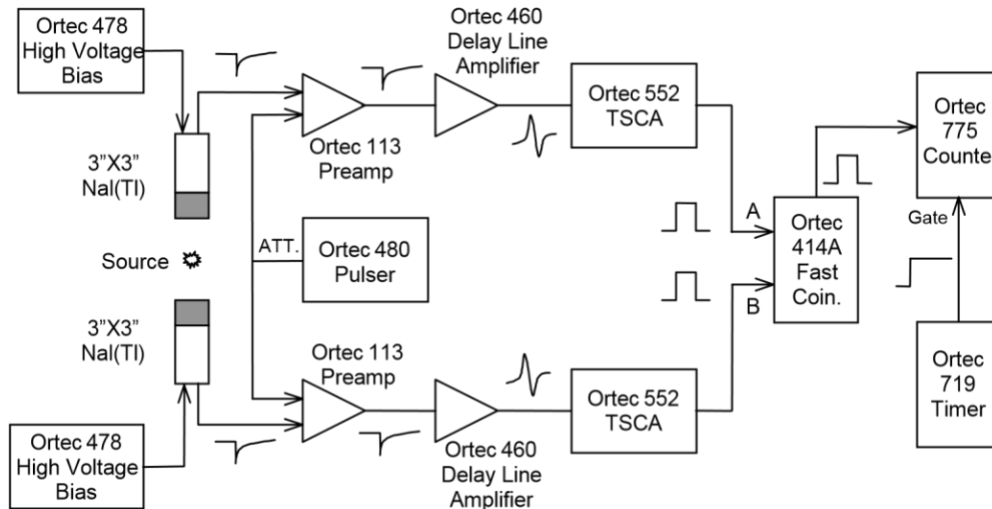 Ortec 478
High Voltage
Bias
Ortec 460
Delay Line
Amplifier
Ortec 552
TSCA
Ortec
775
Counte
3"X3"
NaI(Tl)
Ortec 113
Preamp
A
Ortec
414A
Fast
Coin.
B
Gate
Source
ATT.
Ortec 480
Pulser
3"X3"
NaI(Tl)
Ortec 113
Preamp
Ortec 552
TSCA
Ortec
719
Timer
Ortec 478
High Voltage
Bias
Ortec 460
Delay Line
Amplifier